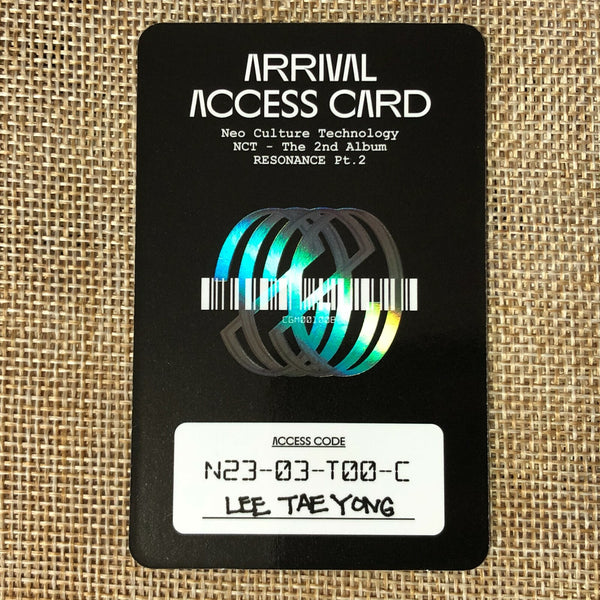 ARRIVAL
ACCESS CARD
Neo Culture Technology
NCT - The 2nd Album
RESONANCE Pt.2
CGM00100B
ACCESS CODE
N23-03-T00-C
LEE TAE YONG